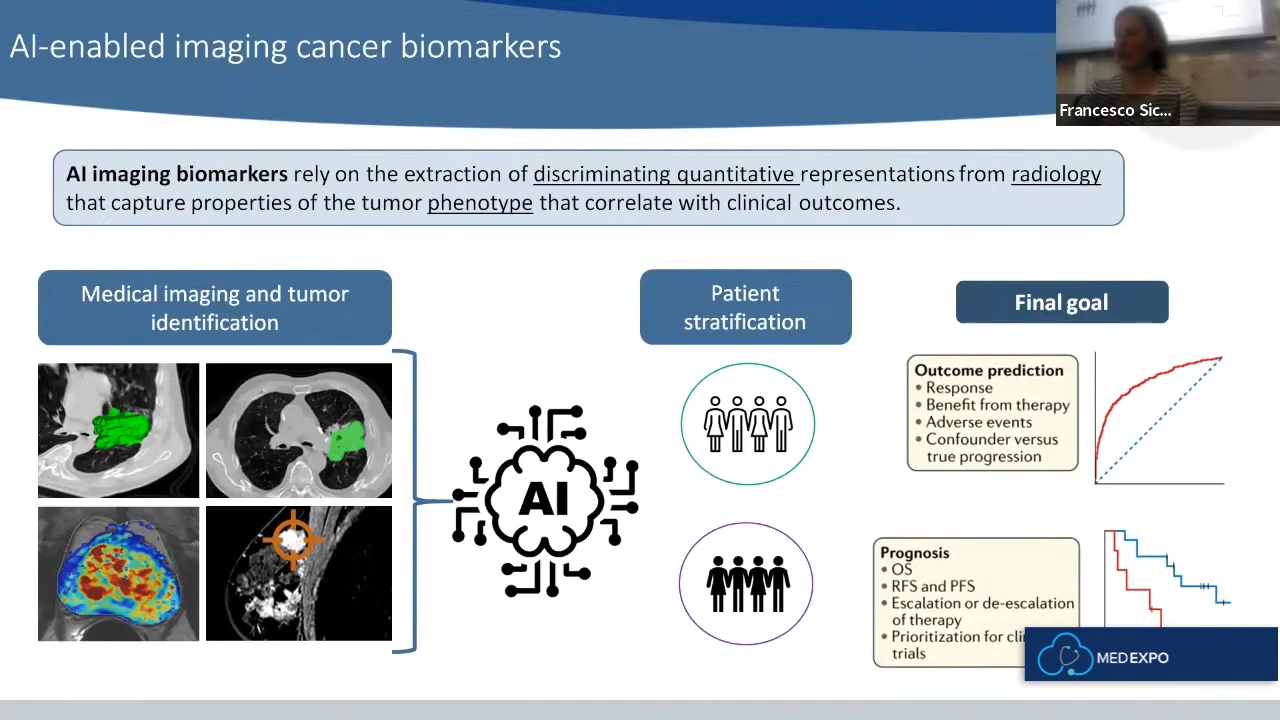 AI-enabled imaging cancer biomarkers
Francesco Sic...
AI imaging biomarkers rely on the extraction of discriminating quantitative representations from radiology
that capture properties of the tumor phenotype that correlate with clinical outcomes.
Medical imaging and tumor
identification
AI
Patient
stratification
Final goal
Outcome prediction
• Response
• Benefit from therapy
• Adverse events
• Confounder versus
true progression
Prognosis
• OS
• RFS and PFS
• Escalation or de-escalation
of therapy
• Prioritization for cli
trials
MEDEXPO